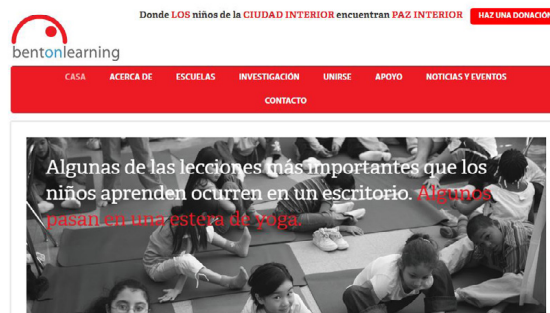 Donde LOS niños de la CIUDAD INTERIOR encuentran PAZ INTERIOR
HAZ UNA DONACIÓN
bentonlearning
CASA ACERCA DE ESCUELAS INVESTIGACIÓN UNIRSE APOYO NOTICIAS Y EVENTOS
CONTACTO
Algunas de las lecciones más importantes que los
niños aprenden ocurren en un escritorio. Algunos
pasan en una estera de yoga.